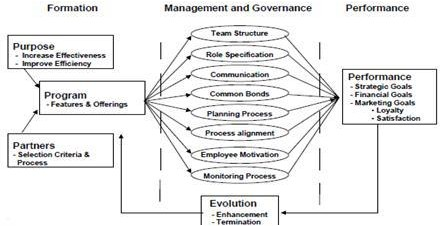 Formation
Management and Governance
Performance
Purpose
- Increase Effectiveness
- Improve Efficiency
Program
- Features & Offerings
Partners
- Selection Criteria &
Process
Team Structure
Role Specification
Communication
Common Bonds
Planning Process
Process alignment
Employee Motivation
Monitoring Process
Performance
- Strategic Goals
- Financial Goals
- Marketing Goals
• Loyalty
• Satisfaction
Evolution
- Enhancement
- Termination